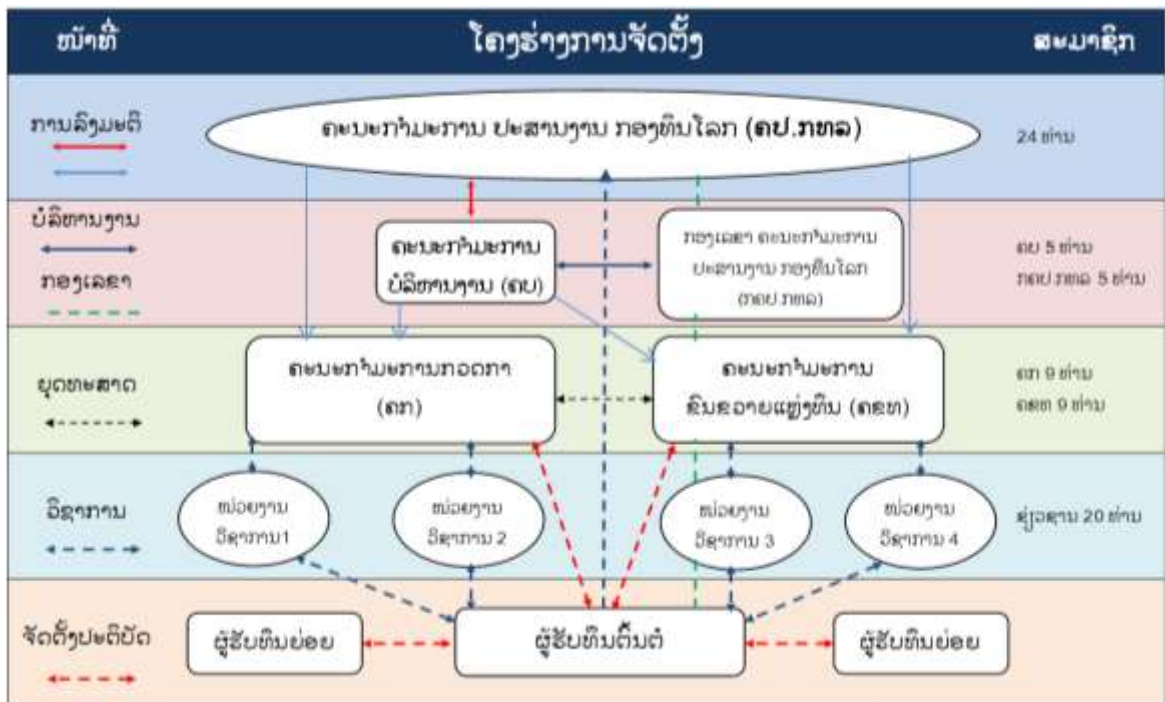 ໜ້າທີ່
ໂຄງຮ່າງການຈັດຕັ້ງ
ສະມາຊິກ
ການລົງມະຕິ
ຄະນະກຳມະການ ປະສານງານ ກອງທຶນໂລກ (ຄປ.ກທລ)
24 ທ່ານ
ບໍລິຫານງານ
ກອງເລຂາ
ຄະນະກຳມະການ
ບໍລິຫານງານ (ຄບ)
ກອງເລຂາ ຄະນະກຳມະການ
ປະສານງານ ກອງທຶນໂລກ
(ກຄປ.ກທລ)
ຄບ 5 ທ່ານ
ກຄປ.ກທລ 5 ທ່ານ
ຍຸດທະສາດ
ຄະນະກຳມະການກວດກາ
(ຄກ)
ຄະນະກຳມະການ
ຂົນຂວາຍແຫຼ່ງທຶນ (ຄຂທ)
ຄກ 9 ທ່ານ
ຄຂທ 9 ທ່ານ
ວິຊາການ
ໜ່ວຍງານ
ວິຊາການ1
ໜ່ວຍງານ
ວິຊາການ 2
ໜ່ວຍງານ
ວິຊາການ 3
ໜ່ວຍງານ
ວິຊາການ 4
ຊ່ຽວຊານ 20 ທ່ານ
ຈັດຕັ້ງປະຕິບັດ
ຜູ້ຮັບທຶນຍ່ອຍ
ຜູ້ຮັບທຶນຕົ້ນຕໍ
ຜູ້ຮັບທຶນຍ່ອຍ